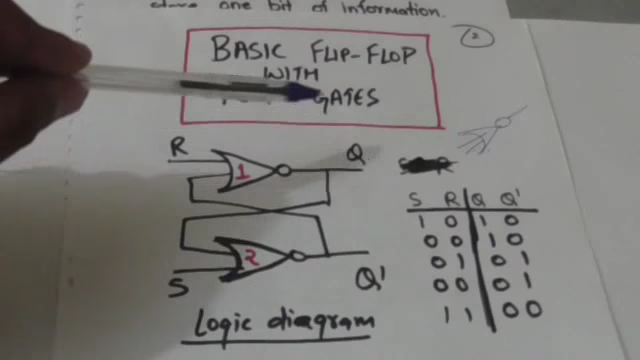 one bit of information.
2
BASIC FLIP-FLOP
WITH
GATES
R
1
Q
2
S
Q'
Logic diagram
S R Q Q'
1 0 1 0
0 0 1 0
0 1 0 1
0 0 0 1
1 1 0 0